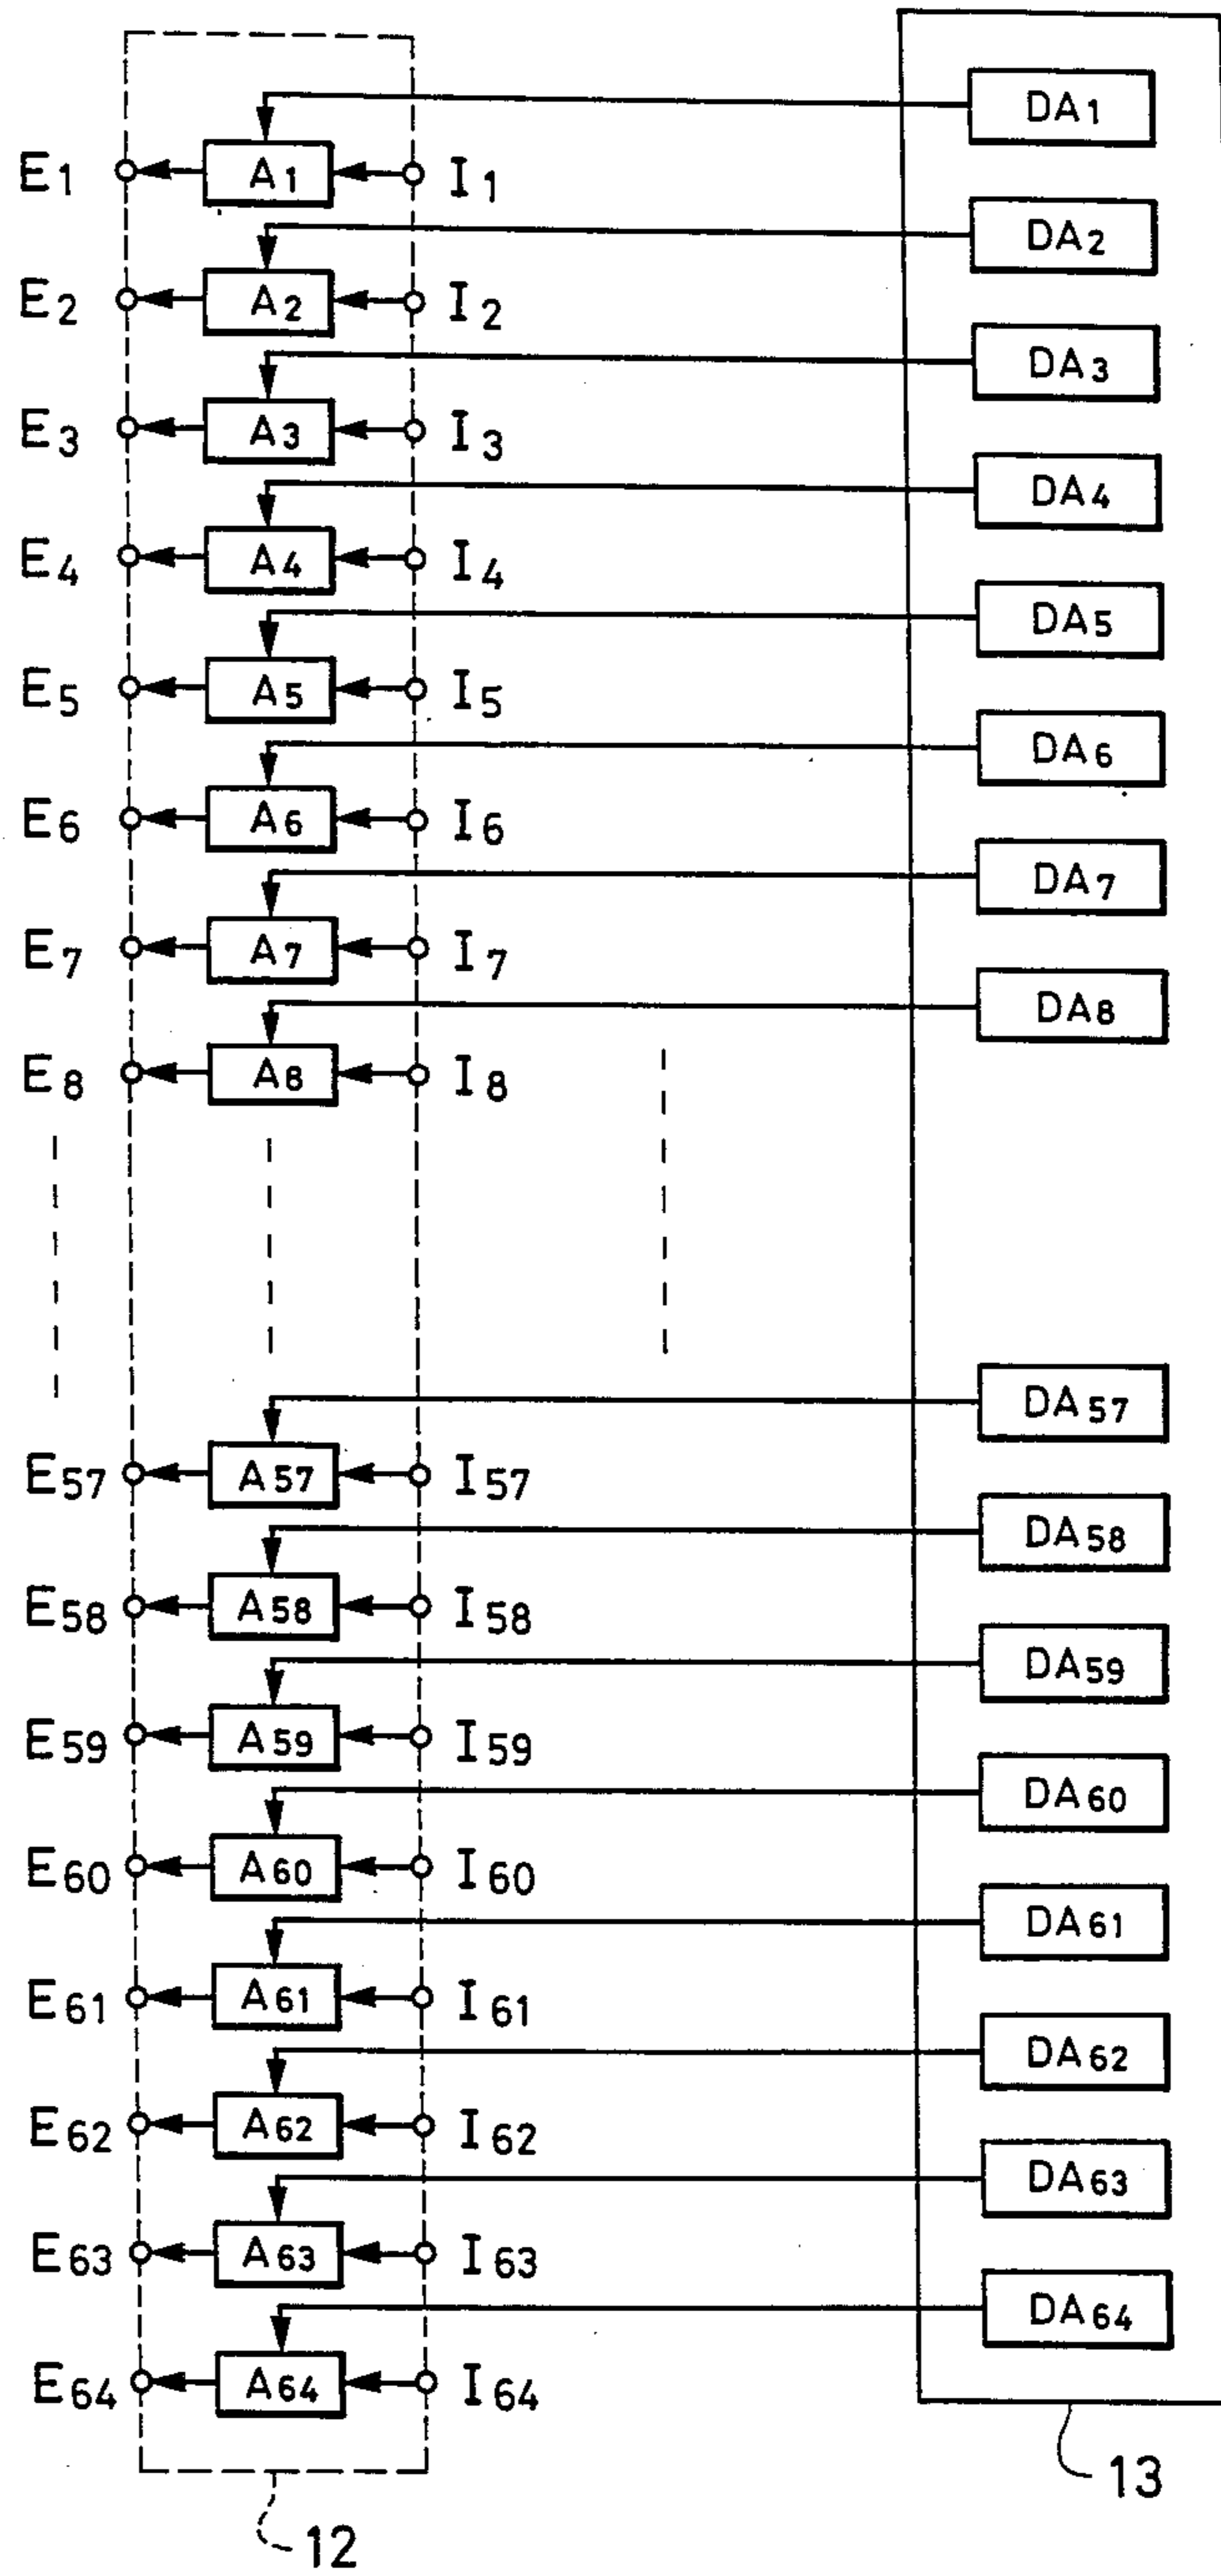 DA1
E1 A1 I1
DA2
E2 A2 I2
DA3
E3 A3 I3
DA4
E4 A4 I4
DA5
E5 A5 I5
DA6
E6 A6 I6
DA7
E7 A7 I7
DA8
E8 A8 I8
DA57
E57 A57 I57
DA58
E58 A58 I58
DA59
E59 A59 I59
DA60
E60 A60 I60
DA61
E61 A61 I61
DA62
E62 A62 I62
DA63
E63 A63 I63
DA64
E64 A64 I64
13
12